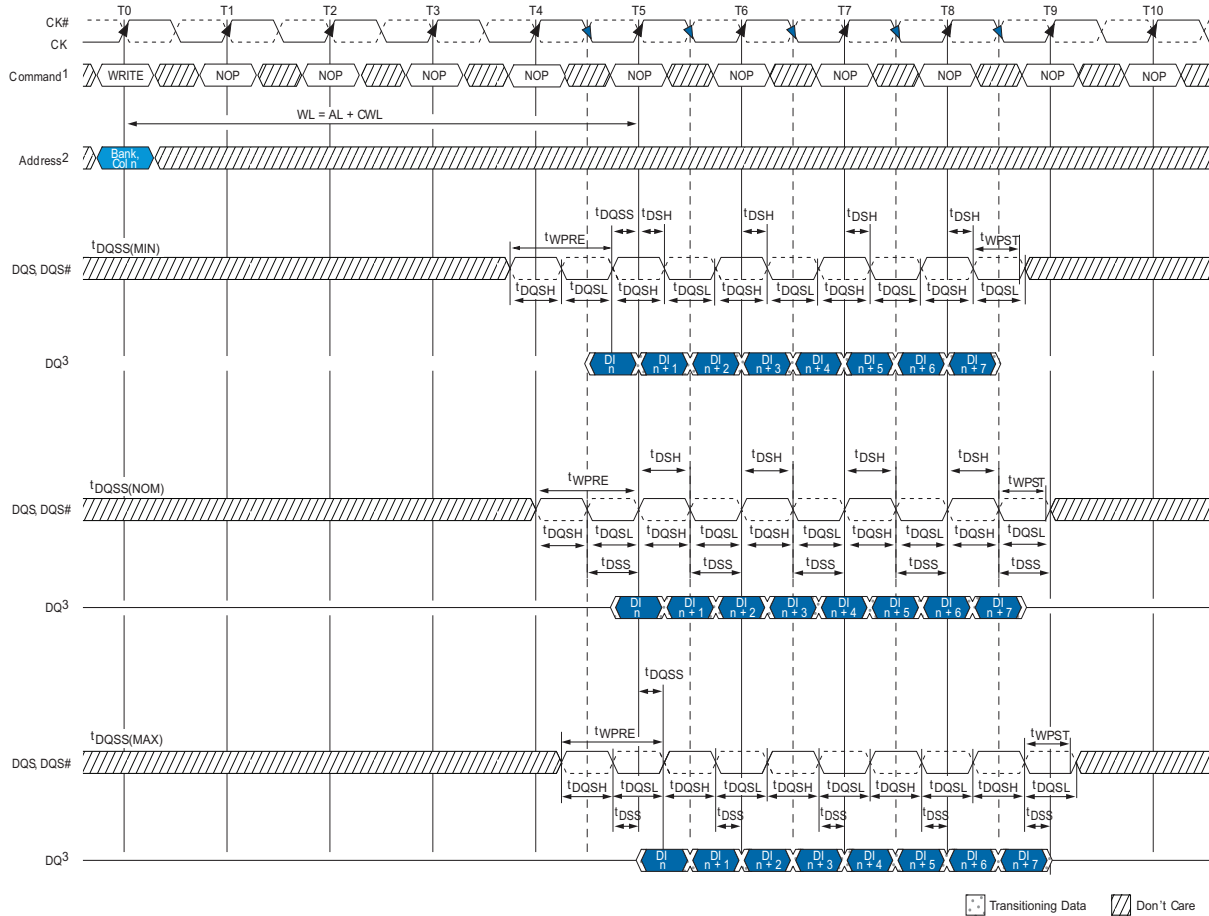 T0 T1 T2 T3 T4 T5 T6 T7 T8 T9 T10
CK#
CK
Command1 WRITE NOP NOP NOP NOP NOP NOP NOP NOP NOP NOP
WL = AL + CWL
Address2 Bank, Col n
tDQSS tDSH tDSH tDSH tDSH
tDQSS(MIN) tWPRE tWPST
DQS, DQS#
tDQSH tDQSL tDQSH tDQSL tDQSH tDQSL tDQSH tDQSL tDQSH tDQSL
DQ3 DI n DI n + 1 DI n + 2 DI n + 3 DI n + 4 DI n + 5 DI n + 6 DI n + 7
tDSH tDSH tDSH tDSH
tDQSS(NOM) tWPRE tWPST
DQS, DQS#
tDQSH tDQSL tDQSH tDQSL tDQSH tDQSL tDQSH tDQSL tDQSH tDQSL
tDSS tDSS tDSS tDSS tDSS
DQ3 DI n DI n + 1 DI n + 2 DI n + 3 DI n + 4 DI n + 5 DI n + 6 DI n + 7
tDQSS
tDQSS(MAX) tWPRE tWPST
DQS, DQS#
tDQSH tDQSL tDQSH tDQSL tDQSH tDQSL tDQSH tDQSL tDQSH tDQSL
tDSS tDSS tDSS tDSS tDSS
DQ3 DI n DI n + 1 DI n + 2 DI n + 3 DI n + 4 DI n + 5 DI n + 6 DI n + 7
Transitioning Data Don't Care